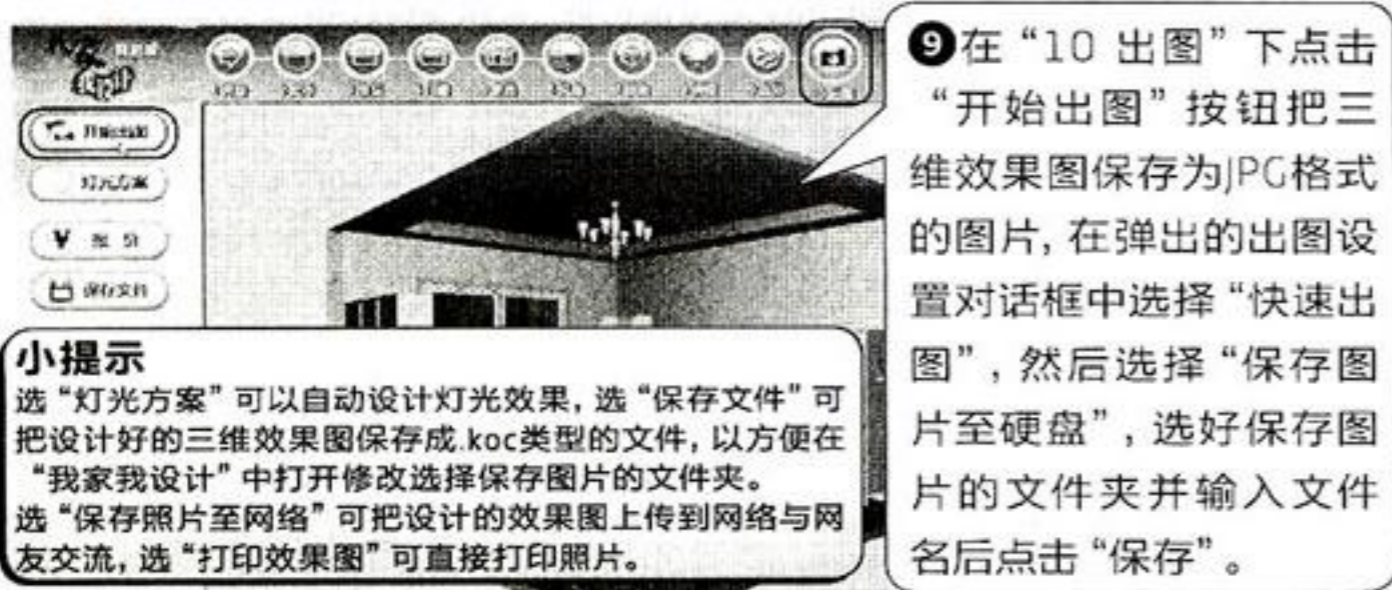 ❾在“10 出图”下点击
“开始出图”按钮把三
维效果图保存为JPG格式
的图片, 在弹出的出图设
置对话框中选择“快速出
图”, 然后选择“保存图
片至硬盘”, 选好保存图
片的文件夹并输入文件
名后点击“保存”。
开始出图
灯光方案
保存文件
小提示
选“灯光方案”可以自动设计灯光效果, 选“保存文件”可
把设计好的三维效果图保存成.koc类型的文件, 以方便在
“我家我设计”中打开修改选择保存图片的文件夹。
选“保存照片至网络”可把设计的效果图上传到网络与网
友交流, 选“打印效果图”可直接打印照片。